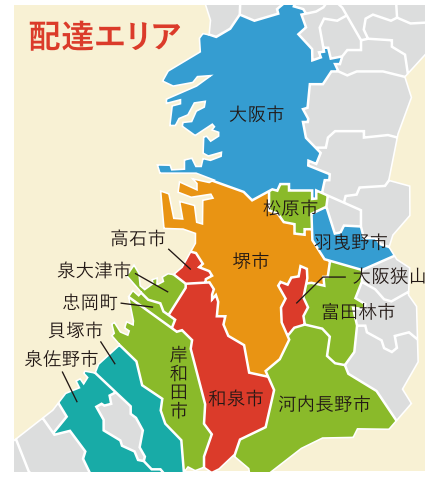 配達エリア
大阪市
松原市
羽曳野市
高石市
堺市
泉大津市
大阪狭山
忠岡町
富田林市
貝塚市
泉佐野市
岸和田市
和泉市
河内長野市